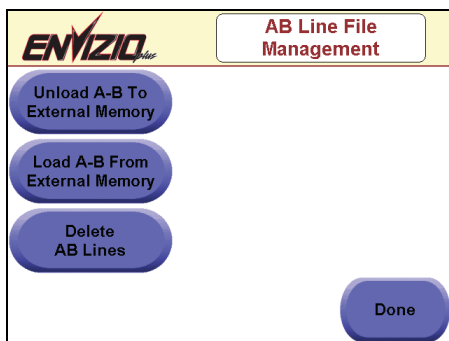 ENVIZIO plus
AB Line File
Management
Unload A-B To
External Memory
Load A-B From
External Memory
Delete
AB Lines
Done